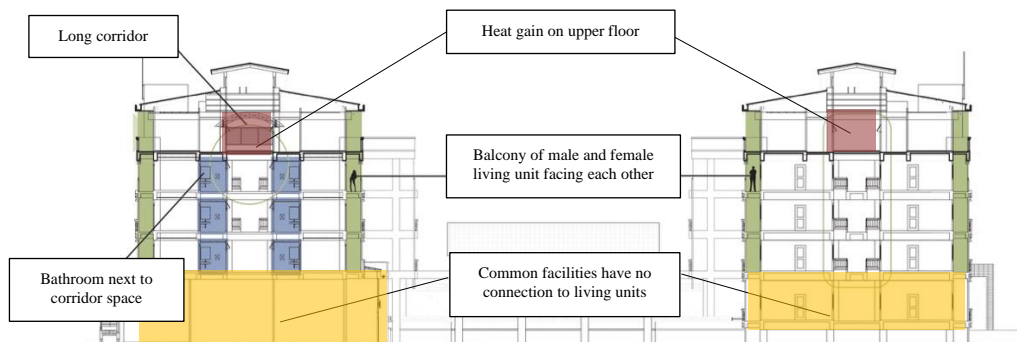 Long corridor
Heat gain on upper floor
Balcony of male and female
living unit facing each other
Bathroom next to
corridor space
Common facilities have no
connection to living units